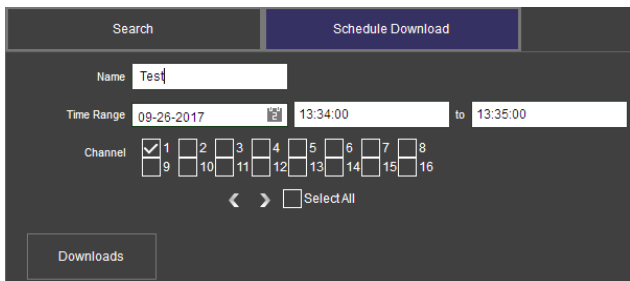 Search Schedule Download
Name Test
Time Range 09-26-2017 13:34:00 to 13:35:00
Channel 1 2 3 4 5 6 7 8
9 10 11 12 13 14 15 16
Select All
Downloads